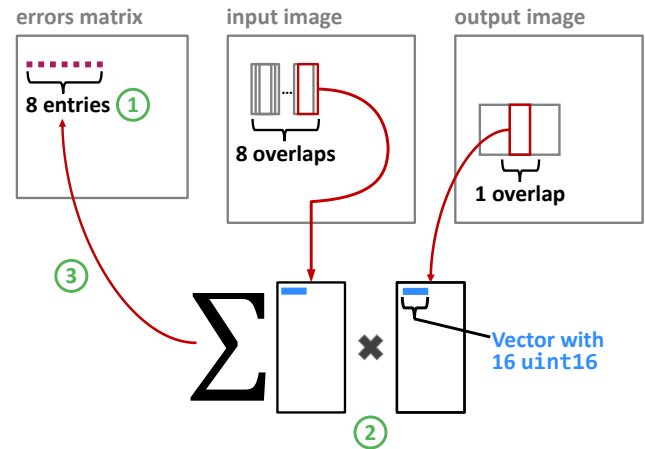 errors matrix
input image
output image
8 entries
1
...
8 overlaps
1 overlap
3
Σ
×
Vector with
16 uint16
2